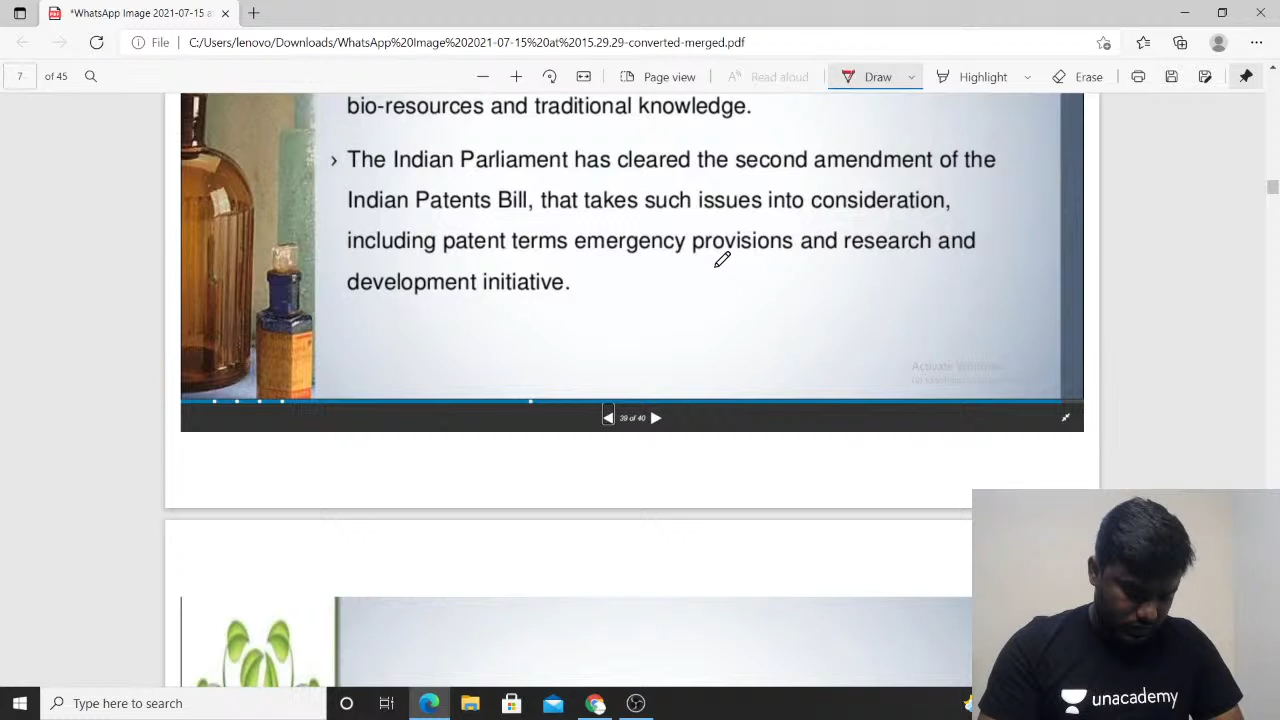 *WhatsApp Image 2021-07-15 a
File
C:/Users/lenovo/Downloads/WhatsApp%20Image%202021-07-15%20at%2015.29.29-converted-merged.pdf
7
of 45
Page view
Read aloud
Draw
Highlight
Erase
bio-resources and traditional knowledge.
› The Indian Parliament has cleared the second amendment of the
Indian Patents Bill, that takes such issues into consideration,
including patent terms emergency provisions and research and
development initiative.
Activate Windows
39 of 40
unacademy
Type here to search